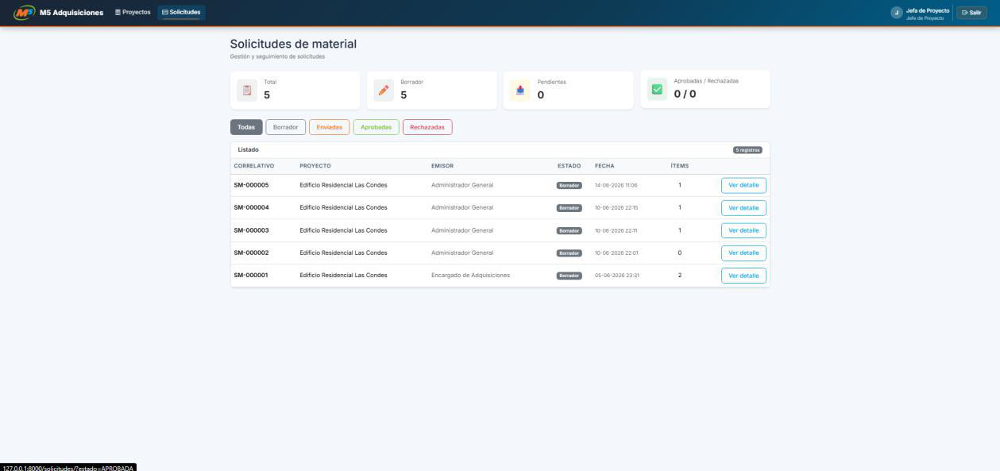 M5 M5 Adquisiciones Proyectos Solicitudes J Jefa de Proyecto Jefe de Proyecto Salir
Solicitudes de material
Gestión y seguimiento de solicitudes
Total 5
Borrador 5
Pendientes 0
Aprobadas / Rechazadas 0 / 0
Todas Borrador Enviadas Aprobadas Rechazadas
Listado 5 registros
CORRELATIVO PROYECTO EMISOR ESTADO FECHA ÍTEMS
SM-000005 Edificio Residencial Las Condes Administrador General Borrador 14-06-2026 11:06 1 Ver detalle
SM-000004 Edificio Residencial Las Condes Administrador General Borrador 10-06-2026 22:15 1 Ver detalle
SM-000003 Edificio Residencial Las Condes Administrador General Borrador 10-06-2026 22:11 1 Ver detalle
SM-000002 Edificio Residencial Las Condes Administrador General Borrador 10-06-2026 22:01 0 Ver detalle
SM-000001 Edificio Residencial Las Condes Encargado de Adquisiciones Borrador 05-06-2026 23:31 2 Ver detalle
127.0.0.1:8000/solicitudes/?estado=APROBADA